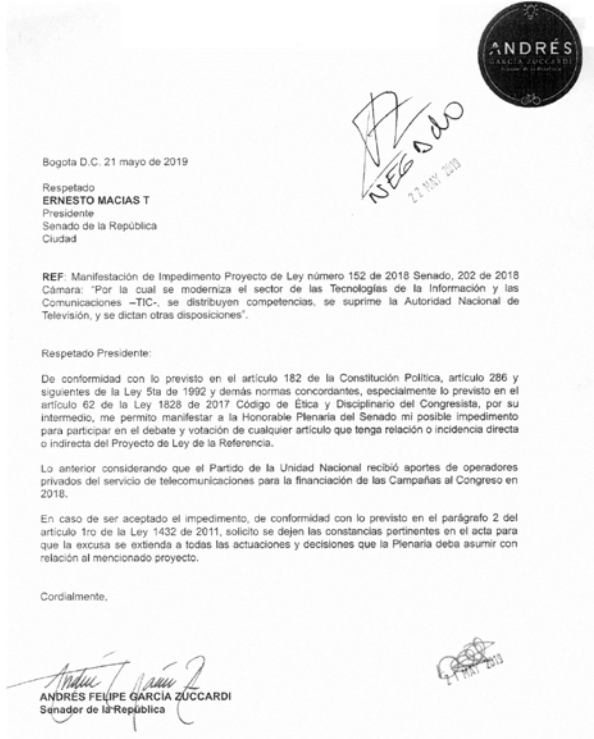 ANDRÉS
GARCÍA ZUCCARDI
Senador de la República
NEGADO
22 MAY 2019
Bogota D.C. 21 mayo de 2019
Respetado
ERNESTO MACIAS T
Presidente
Senado de la República
Ciudad
REF: Manifestación de Impedimento Proyecto de Ley número 152 de 2018 Senado, 202 de 2018
Cámara: “Por la cual se moderniza el sector de las Tecnologías de la Información y las
Comunicaciones –TIC-, se distribuyen competencias, se suprime la Autoridad Nacional de
Televisión, y se dictan otras disposiciones”.
Respetado Presidente:
De conformidad con lo previsto en el artículo 182 de la Constitución Política, artículo 286 y
siguientes de la Ley 5ta de 1992 y demás normas concordantes, especialmente lo previsto en el
artículo 62 de la Ley 1828 de 2017 Código de Ética y Disciplinario del Congresista, por su
intermedio, me permito manifestar a la Honorable Plenaria del Senado mi posible impedimento
para participar en el debate y votación de cualquier artículo que tenga relación o incidencia directa
o indirecta del Proyecto de Ley de la Referencia.
Lo anterior considerando que el Partido de la Unidad Nacional recibió aportes de operadores
privados del servicio de telecomunicaciones para la financiación de las Campañas al Congreso en
2018.
En caso de ser aceptado el impedimento, de conformidad con lo previsto en el parágrafo 2 del
artículo 1ro de la Ley 1432 de 2011, solicito se dejen las constancias pertinentes en el acta para
que la excusa se extienda a todas las actuaciones y decisiones que la Plenaria deba asumir con
relación al mencionado proyecto.
Cordialmente,
21 MAY 2019
ANDRÉS FELIPE GARCÍA ZUCCARDI
Senador de la República